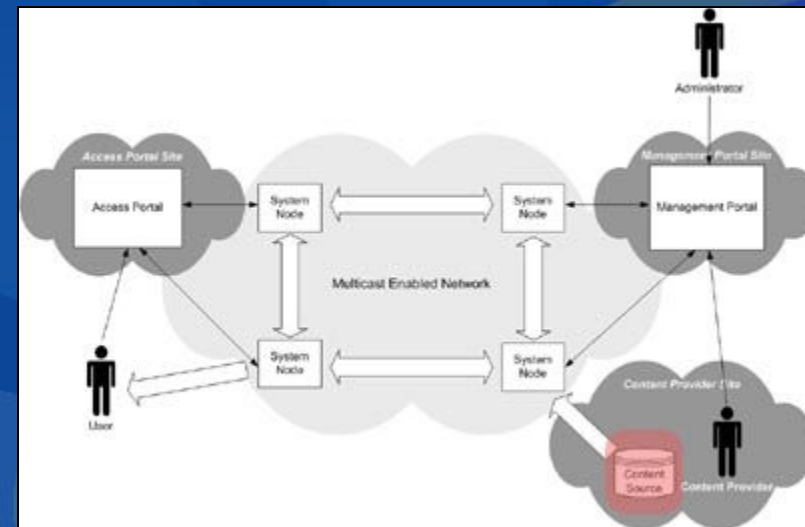 Administrator
Access Portal Site
Management Portal Site
Access Portal
System
Node
System
Node
Management Portal
Multicast Enabled Network
System
Node
System
Node
Content Provider Site
User
Content
Source
Content Provider